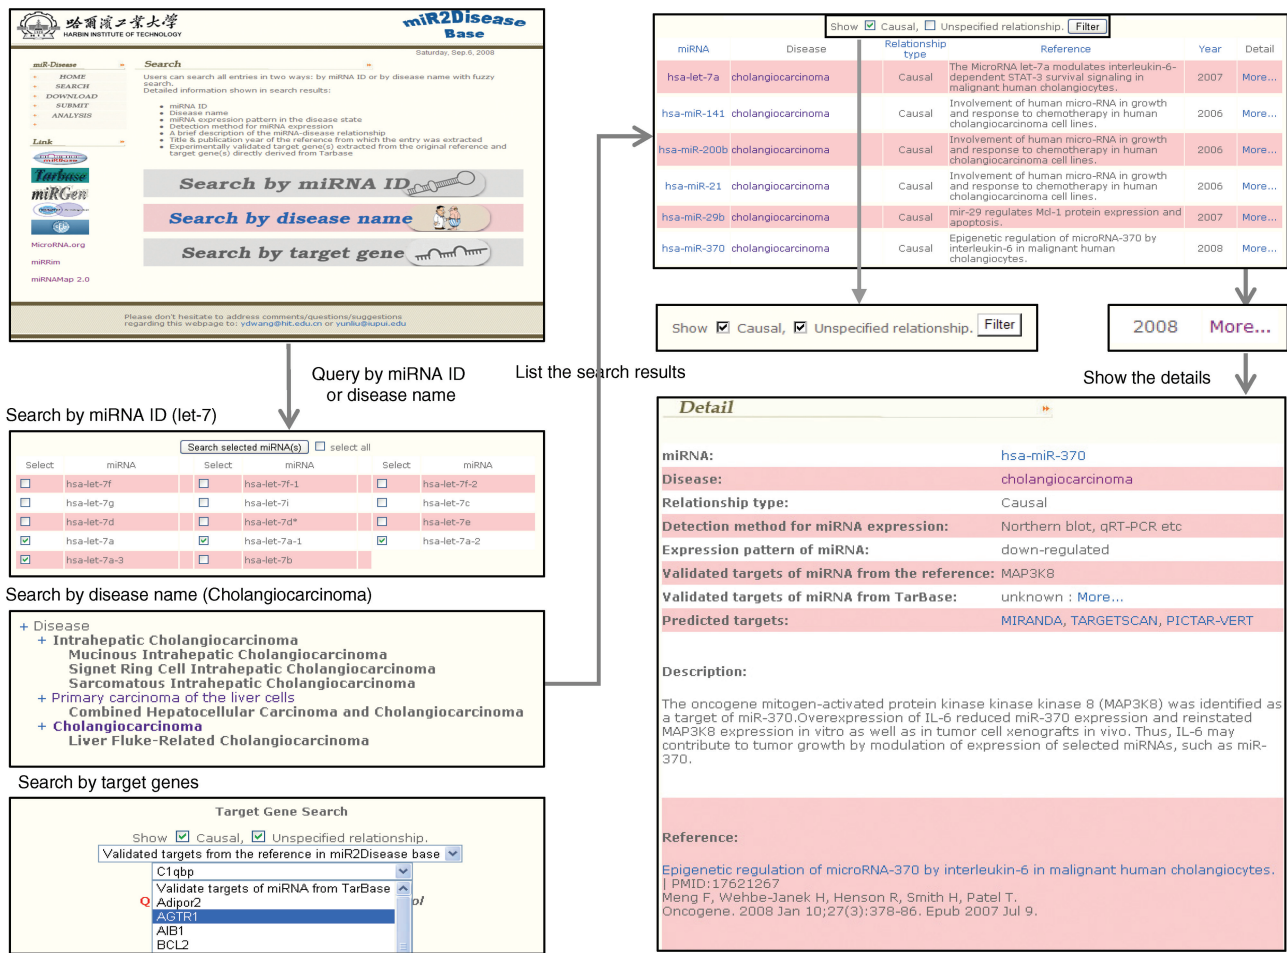 哈爾濱工業大學
HARBIN INSTITUTE OF TECHNOLOGY
miR2Disease
Base
Saturday, Sep.6, 2008
miR-Disease
HOME
SEARCH
DOWNLOAD
SUBMIT
ANALYSIS
Link
miRBase
Tarbase
miRGen
MicroRNA.org
miRRim
miRNAMap 2.0
Search
Users can search all entries in two ways: by miRNA ID or by disease name with fuzzy
search.
Detailed information shown in search results:
miRNA ID
Disease name
miRNA expression pattern in the disease state
Detection method for miRNA expression
A brief description of the miRNA-disease relationship
Title & publication year of the reference from which the entry was extracted
Experimentally validated target gene(s) extracted from the original reference and
target gene(s) directly derived from Tarbase
Search by miRNA ID
Search by disease name
Search by target gene
Please don't hesitate to address comments/questions/suggestions
regarding this webpage to: ydwang@hit.edu.cn or yunliu@iupui.edu
Query by miRNA ID
or disease name
List the search results
Search by miRNA ID (let-7)
Search selected miRNA(s) select all
Select miRNA Select miRNA Select miRNA
hsa-let-7f hsa-let-7f-1 hsa-let-7f-2
hsa-let-7g hsa-let-7i hsa-let-7c
hsa-let-7d hsa-let-7d* hsa-let-7e
hsa-let-7a hsa-let-7a-1 hsa-let-7a-2
hsa-let-7a-3 hsa-let-7b
Search by disease name (Cholangiocarcinoma)
+ Disease
+ Intrahepatic Cholangiocarcinoma
Mucinous Intrahepatic Cholangiocarcinoma
Signet Ring Cell Intrahepatic Cholangiocarcinoma
Sarcomatous Intrahepatic Cholangiocarcinoma
+ Primary carcinoma of the liver cells
Combined Hepatocellular Carcinoma and Cholangiocarcinoma
+ Cholangiocarcinoma
Liver Fluke-Related Cholangiocarcinoma
Search by target genes
Target Gene Search
Show Causal, Unspecified relationship.
Validated targets from the reference in miR2Disease base
C1qbp
Validate targets of miRNA from TarBase
Q Adipor2 ol
AGTR1
AIB1
BCL2
Show Causal, Unspecified relationship. Filter
miRNA Disease Relationship type Reference Year Detail
hsa-let-7a cholangiocarcinoma Causal The MicroRNA let-7a modulates interleukin-6-
dependent STAT-3 survival signaling in
malignant human cholangiocytes. 2007 More...
hsa-miR-141 cholangiocarcinoma Causal Involvement of human micro-RNA in growth
and response to chemotherapy in human
cholangiocarcinoma cell lines. 2006 More...
hsa-miR-200b cholangiocarcinoma Causal Involvement of human micro-RNA in growth
and response to chemotherapy in human
cholangiocarcinoma cell lines. 2006 More...
hsa-miR-21 cholangiocarcinoma Causal Involvement of human micro-RNA in growth
and response to chemotherapy in human
cholangiocarcinoma cell lines. 2006 More...
hsa-miR-29b cholangiocarcinoma Causal mir-29 regulates Mcl-1 protein expression and
apoptosis. 2007 More...
hsa-miR-370 cholangiocarcinoma Causal Epigenetic regulation of microRNA-370 by
interleukin-6 in malignant human
cholangiocytes. 2008 More...
Show Causal, Unspecified relationship. Filter
2008 More...
Show the details
Detail
miRNA: hsa-miR-370
Disease: cholangiocarcinoma
Relationship type: Causal
Detection method for miRNA expression: Northern blot, qRT-PCR etc
Expression pattern of miRNA: down-regulated
Validated targets of miRNA from the reference: MAP3K8
Validated targets of miRNA from TarBase: unknown : More...
Predicted targets: MIRANDA, TARGETSCAN, PICTAR-VERT
Description:
The oncogene mitogen-activated protein kinase kinase kinase 8 (MAP3K8) was identified as
a target of miR-370.Overexpression of IL-6 reduced miR-370 expression and reinstated
MAP3K8 expression in vitro as well as in tumor cell xenografts in vivo. Thus, IL-6 may
contribute to tumor growth by modulation of expression of selected miRNAs, such as miR-
370.
Reference:
Epigenetic regulation of microRNA-370 by interleukin-6 in malignant human cholangiocytes.
| PMID:17621267
Meng F, Wehbe-Janek H, Henson R, Smith H, Patel T.
Oncogene. 2008 Jan 10;27(3):378-86. Epub 2007 Jul 9.